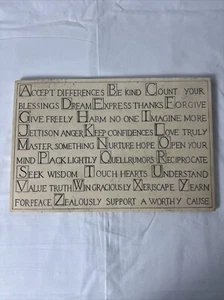 ACCEPT DIFFERENCES BE KIND COUNT YOUR
BLESSINGS DREAM EXPRESS THANKS FORGIVE
GIVE FREELY HARM NO ONE IMAGINE MORE
JETTISON ANGER KEEP CONFIDENCES LOVE TRULY
MASTER SOMETHING NURTURE HOPE OPEN YOUR
MIND PACK LIGHTLY QUELL RUMORS RECIPROCATE
SEEK WISDOM TOUCH HEARTS UNDERSTAND
VALUE TRUTH WIN GRACIOUSLY XERISCAPE YEARN
FOR PEACE ZEALOUSLY SUPPORT A WORTHY CAUSE